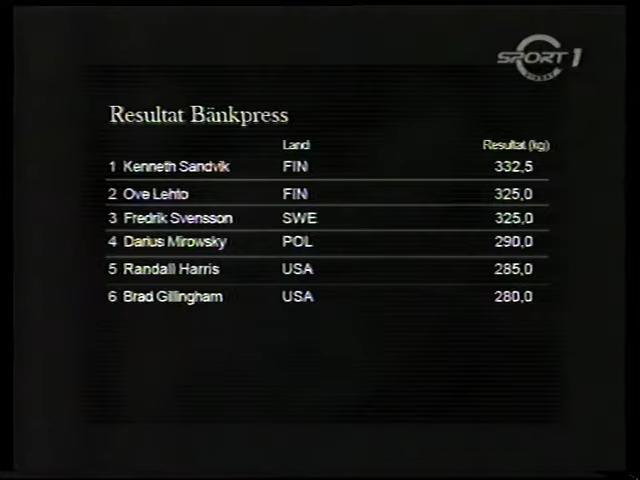 SPORT 1
VIASAT
Resultat Bänkpress
Land Resultat (kg)
1 Kenneth Sandvik FIN 332,5
2 Ove Lehto FIN 325,0
3 Fredrik Svensson SWE 325,0
4 Darius Mirowsky POL 290,0
5 Randall Harris USA 285,0
6 Brad Gillingham USA 280,0